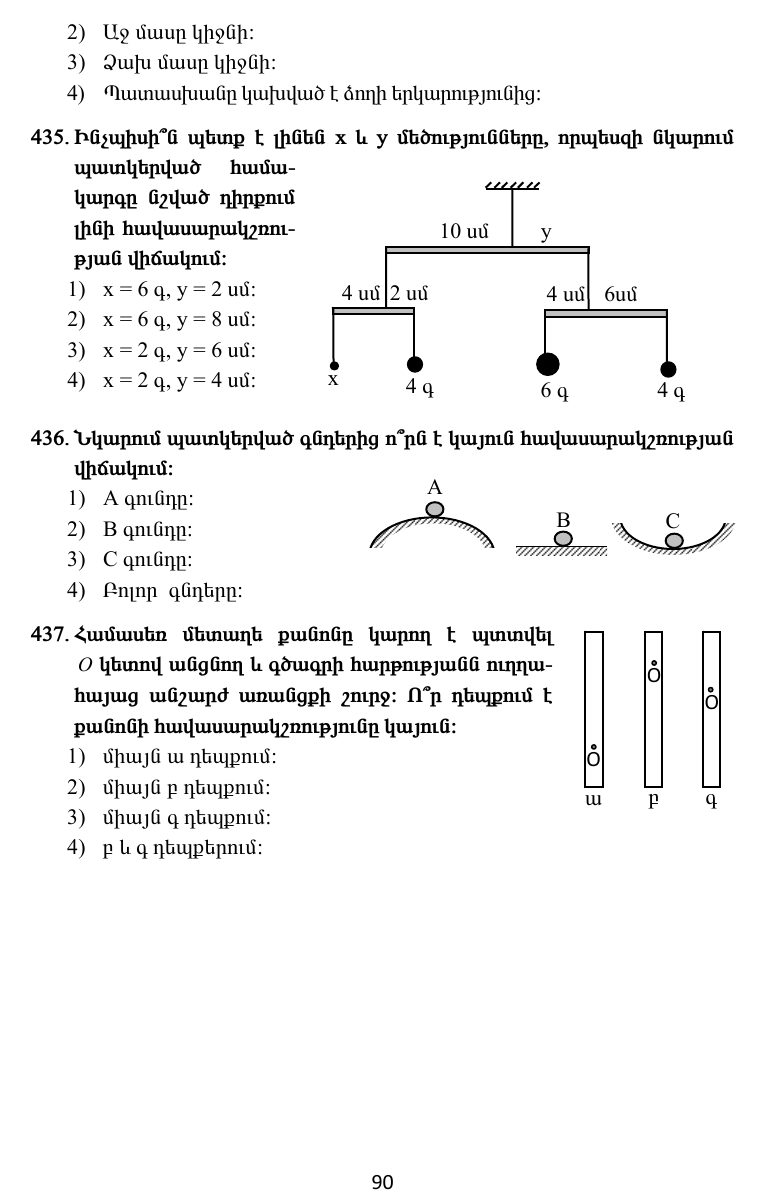 2) Աջ մասը կիջնի:
3) Ձախ մասը կիջնի:
4) Պատասխանը կախված է ձողի երկարությունից:
435. Ինչպիսի՞ն պետք է լինեն x և y մեծությունները, որպեսզի նկարում
պատկերված համա-
կարգը նշված դիրքում
լինի հավասարակշռու-
թյան վիճակում:
1) x = 6 գ, y = 2 սմ:
2) x = 6 գ, y = 8 սմ:
3) x = 2 գ, y = 6 սմ:
4) x = 2 գ, y = 4 սմ:
10 սմ y
4 սմ 2 սմ 4 սմ 6սմ
x 4 գ 6 գ 4 գ
436. Նկարում պատկերված գնդերից ո՞րն է կայուն հավասարակշռության
վիճակում:
1) A գունդը:
2) B գունդը:
3) C գունդը:
4) Բոլոր գնդերը:
A B C
437. Համասեռ մետաղե քանոնը կարող է պտտվել
O կետով անցնող և գծագրի հարթությանն ուղղա-
հայաց անշարժ առանցքի շուրջ: Ո՞ր դեպքում է
քանոնի հավասարակշռությունը կայուն:
1) միայն ա դեպքում:
2) միայն բ դեպքում:
3) միայն գ դեպքում:
4) բ և գ դեպքերում:
O O O
ա բ գ
90